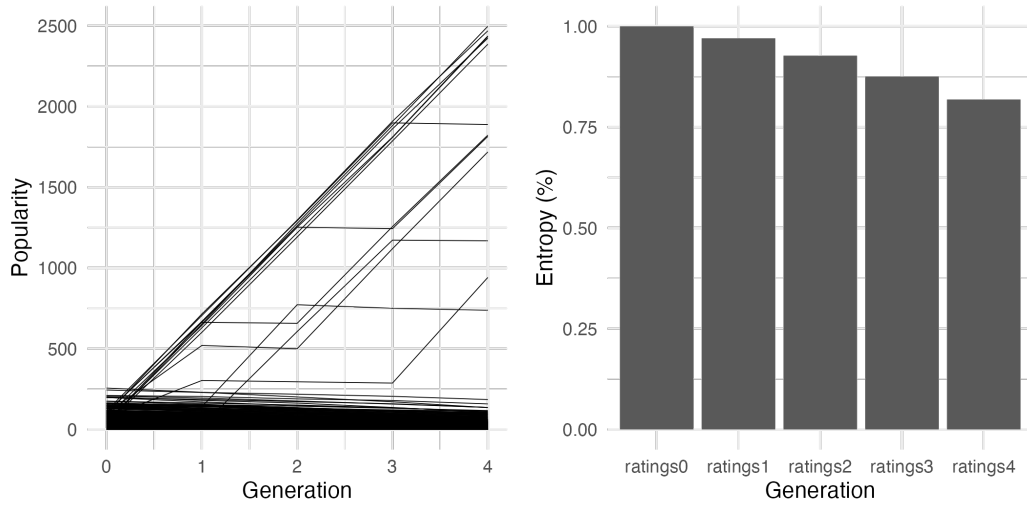 2500
2000
1500
1000
500
0
Popularity
0 1 2 3 4
Generation
1.00
0.75
0.50
0.25
0.00
Entropy (%)
ratings0 ratings1 ratings2 ratings3 ratings4
Generation